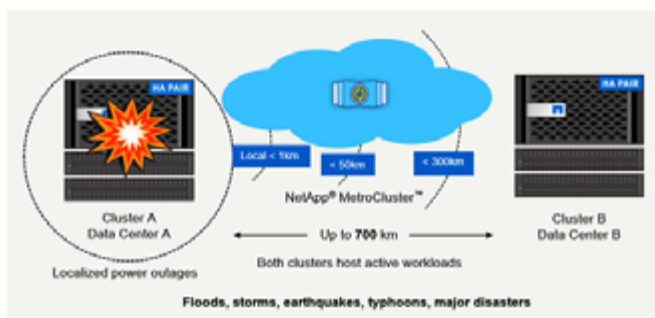 HA PAIR
HA PAIR
Local < 1km
< 50km
< 300km
NetApp® MetroCluster™
Cluster A
Data Center A
Cluster B
Data Center B
Up to 700 km
Localized power outages
Both clusters host active workloads
Floods, storms, earthquakes, typhoons, major disasters